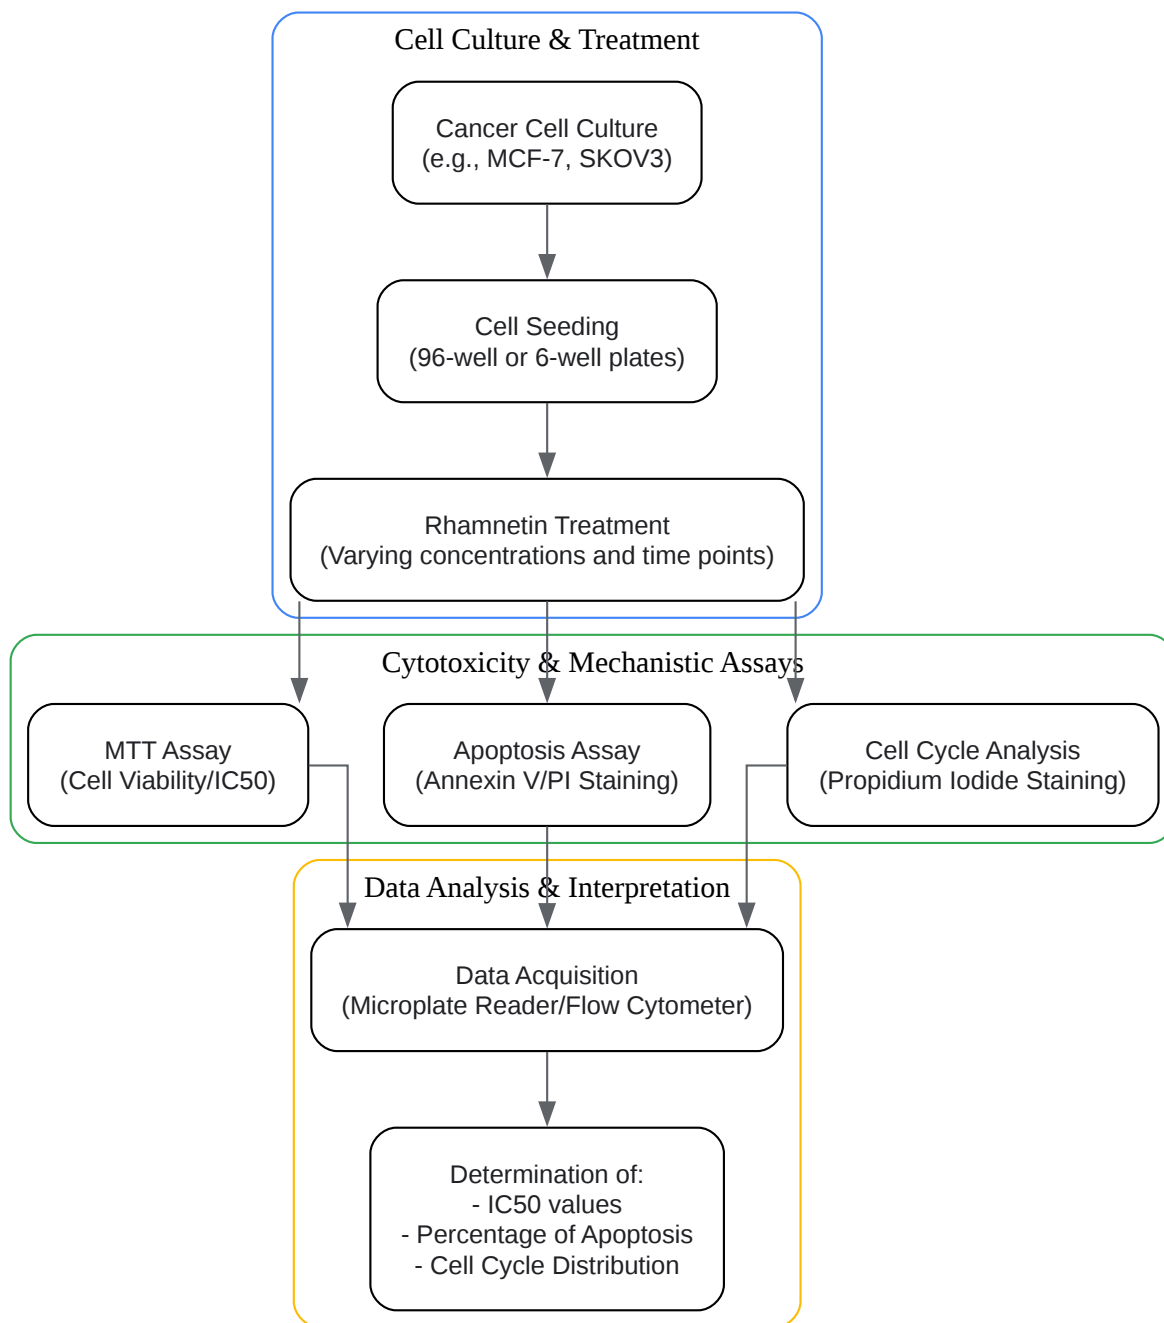 Cell Culture & Treatment
Cancer Cell Culture
(e.g., MCF-7, SKOV3)
Cell Seeding
(96-well or 6-well plates)
Rhamnetin Treatment
(Varying concentrations and time points)
Cytotoxicity & Mechanistic Assays
MTT Assay
(Cell Viability/IC50)
Apoptosis Assay
(Annexin V/PI Staining)
Cell Cycle Analysis
(Propidium Iodide Staining)
Data Analysis & Interpretation
Data Acquisition
(Microplate Reader/Flow Cytometer)
Determination of:
- IC50 values
- Percentage of Apoptosis
- Cell Cycle Distribution